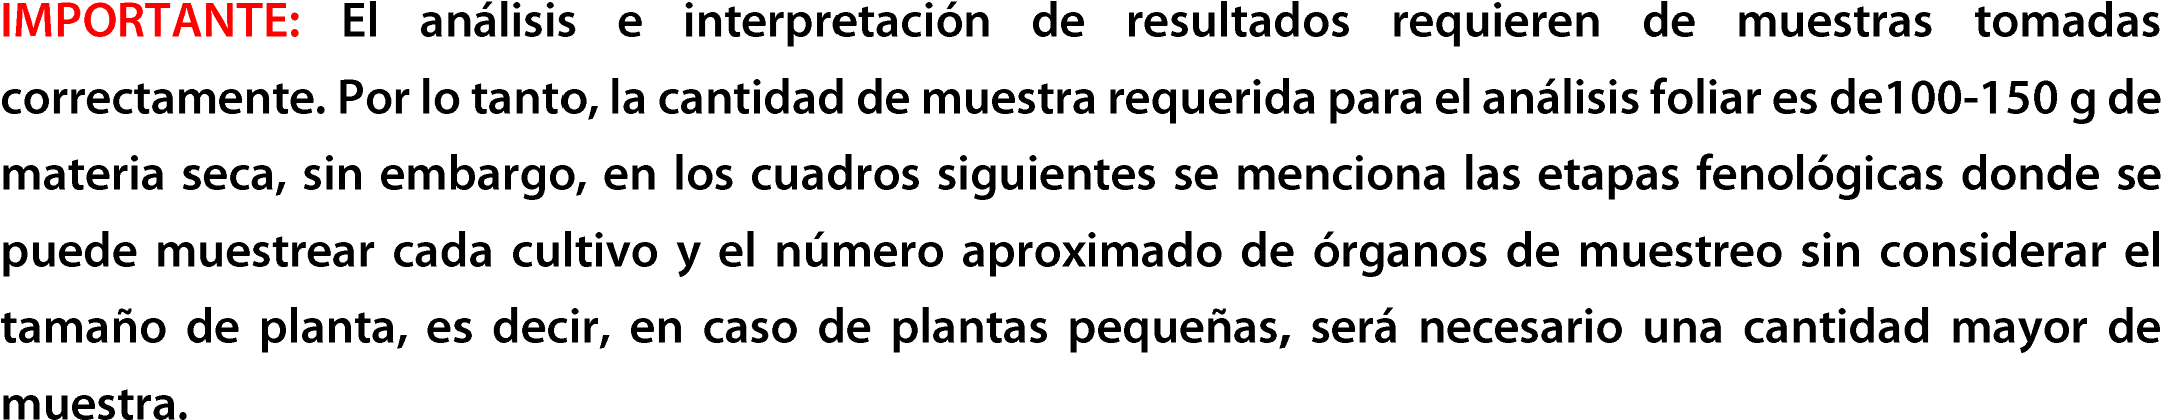 IMPORTANTE: El análisis e interpretación de resultados requieren de muestras tomadas
correctamente. Por lo tanto, la cantidad de muestra requerida para el análisis foliar es de100-150 g de
materia seca, sin embargo, en los cuadros siguientes se menciona las etapas fenológicas donde se
puede muestrear cada cultivo y el número aproximado de órganos de muestreo sin considerar el
tamaño de planta, es decir, en caso de plantas pequeñas, será necesario una cantidad mayor de
muestra.